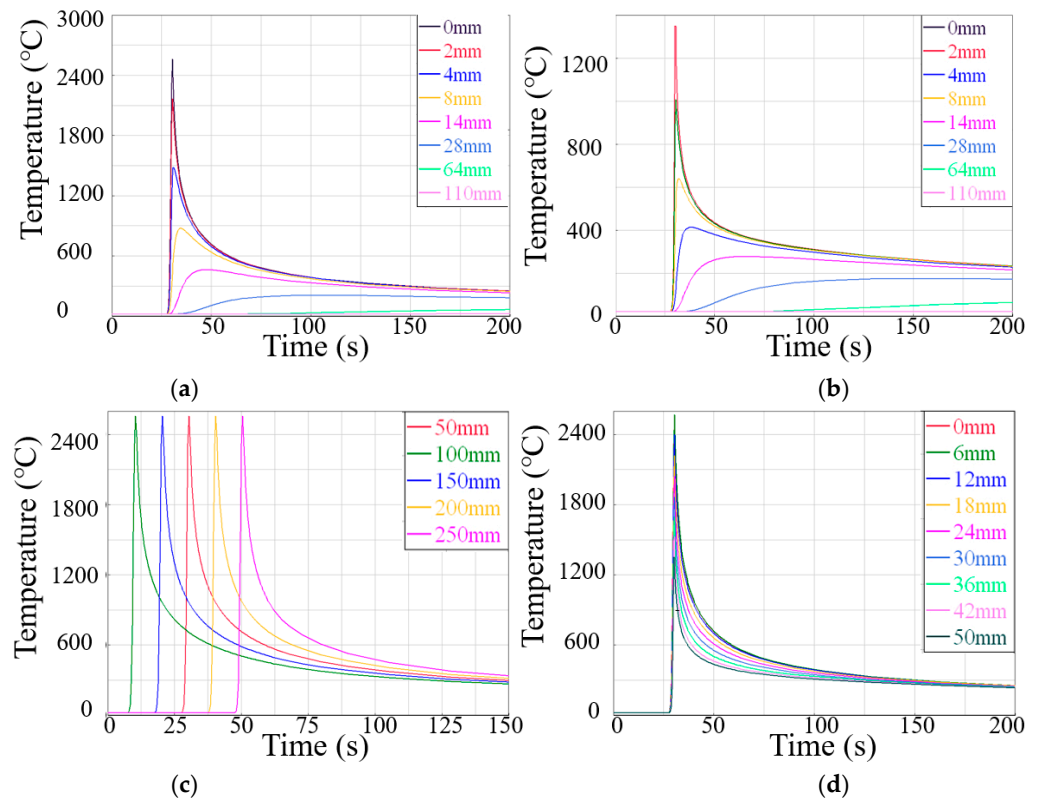 Temperature (°C)
3000
2400
1800
1200
600
0
0mm
2mm
4mm
8mm
14mm
28mm
64mm
110mm
0 50 100 150 200
Time (s)
(a)
Temperature (°C)
1200
800
400
0
0mm
2mm
4mm
8mm
14mm
28mm
64mm
110mm
0 50 100 150 200
Time (s)
(b)
Temperature (°C)
2400
1800
1200
600
0
50mm
100mm
150mm
200mm
250mm
0 25 50 75 100 125 150
Time (s)
(c)
Temperature (°C)
2400
1800
1200
600
0
0mm
6mm
12mm
18mm
24mm
30mm
36mm
42mm
50mm
0 50 100 150 200
Time (s)
(d)